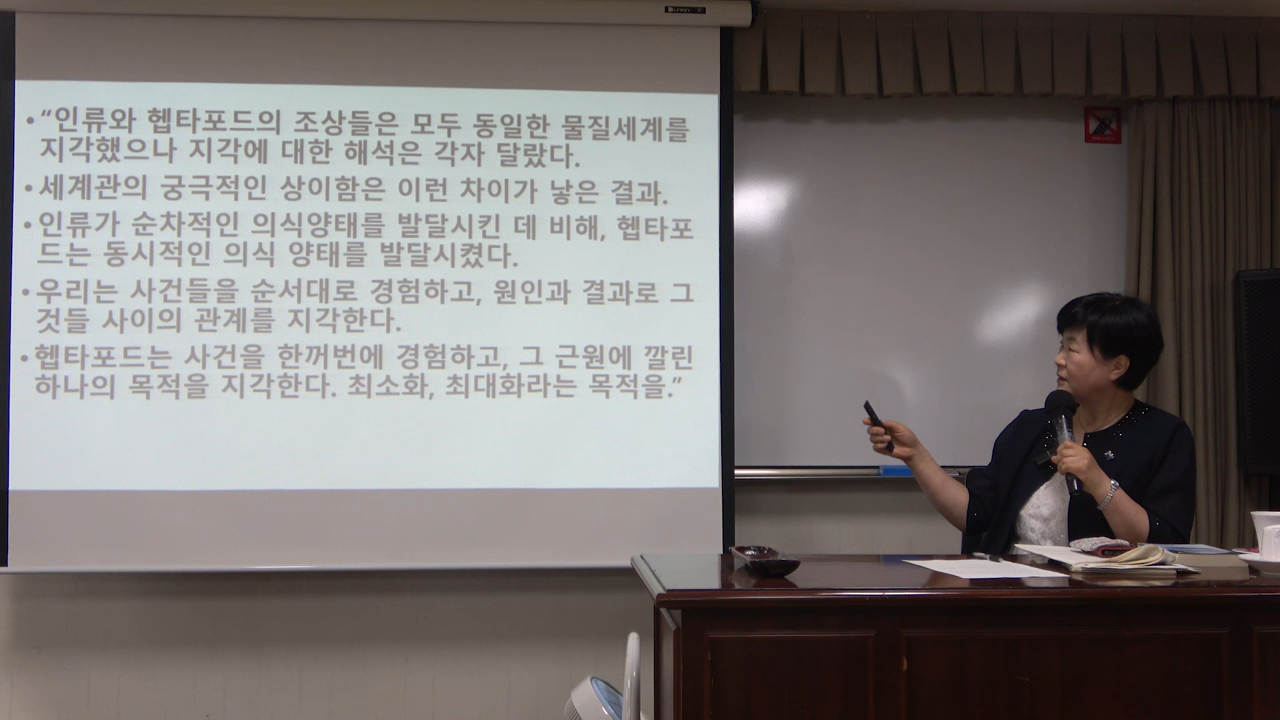 • “인류와 헵타포드의 조상들은 모두 동일한 물질세계를
지각했으나 지각에 대한 해석은 각자 달랐다.
• 세계관의 궁극적인 상이함은 이런 차이가 낳은 결과.
• 인류가 순차적인 의식양태를 발달시킨 데 비해, 헵타포
드는 동시적인 의식 양태를 발달시켰다.
• 우리는 사건들을 순서대로 경험하고, 원인과 결과로 그
것들 사이의 관계를 지각한다.
• 헵타포드는 사건을 한꺼번에 경험하고, 그 근원에 깔린
하나의 목적을 지각한다. 최소화, 최대화라는 목적을.”